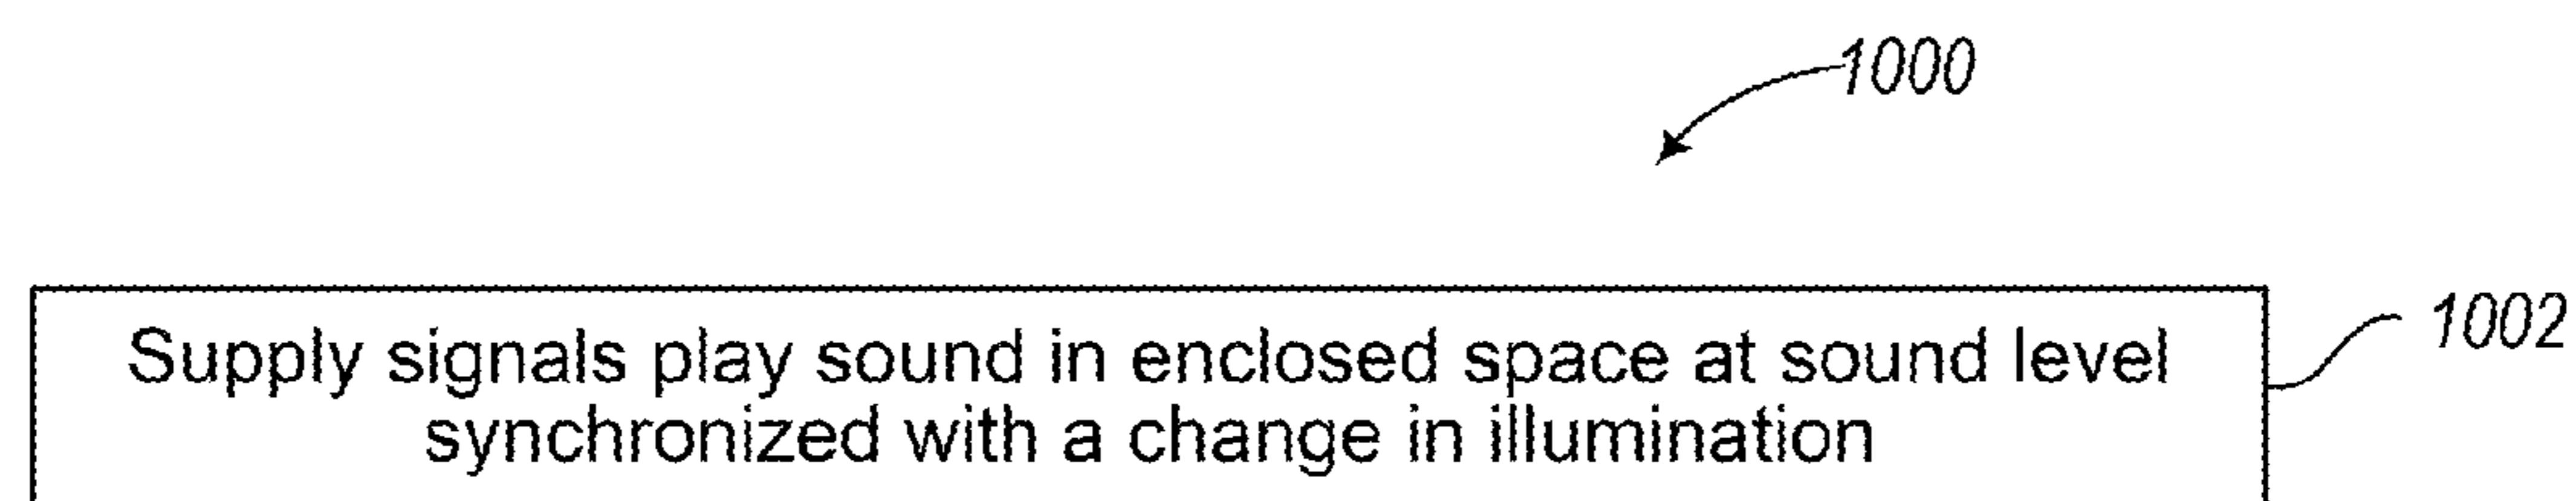 1000
Supply signals play sound in enclosed space at sound level
1002
synchronized with a change in illumination